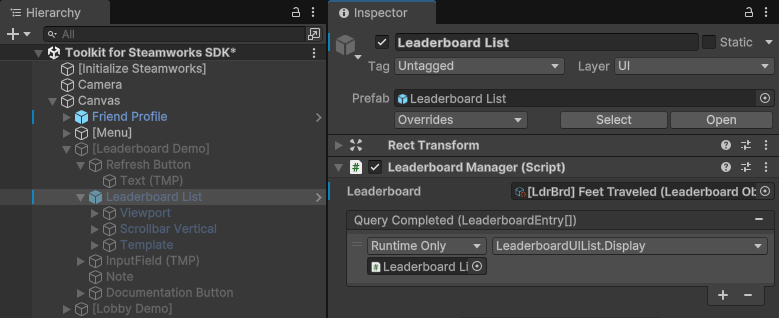 Hierarchy
All
Toolkit for Steamworks SDK*
[Initialize Steamworks]
Camera
Canvas
Friend Profile
[Menu]
[Leaderboard Demo]
Refresh Button
Text (TMP)
Leaderboard List
Viewport
Scrollbar Vertical
Template
InputField (TMP)
Note
Documentation Button
[Lobby Demo]
Inspector
Leaderboard List
Static
Tag Untagged Layer UI
Prefab Leaderboard List
Overrides Select Open
Rect Transform
Leaderboard Manager (Script)
Leaderboard [LdrBrd] Feet Traveled (Leaderboard Ob
Query Completed (LeaderboardEntry[])
Runtime Only LeaderboardUIList.Display
Leaderboard Li